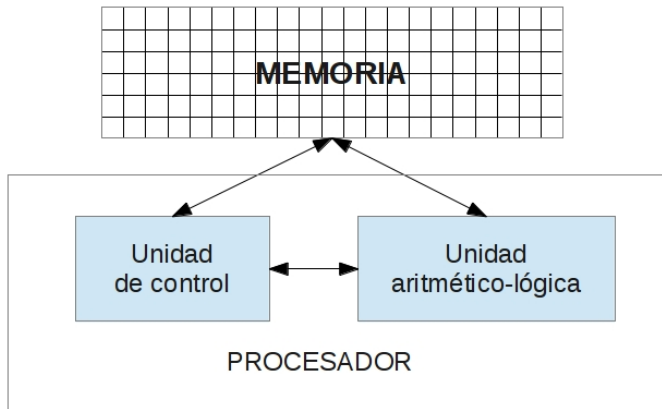 MEMORIA
Unidad
de control
Unidad
aritmético-lógica
PROCESADOR